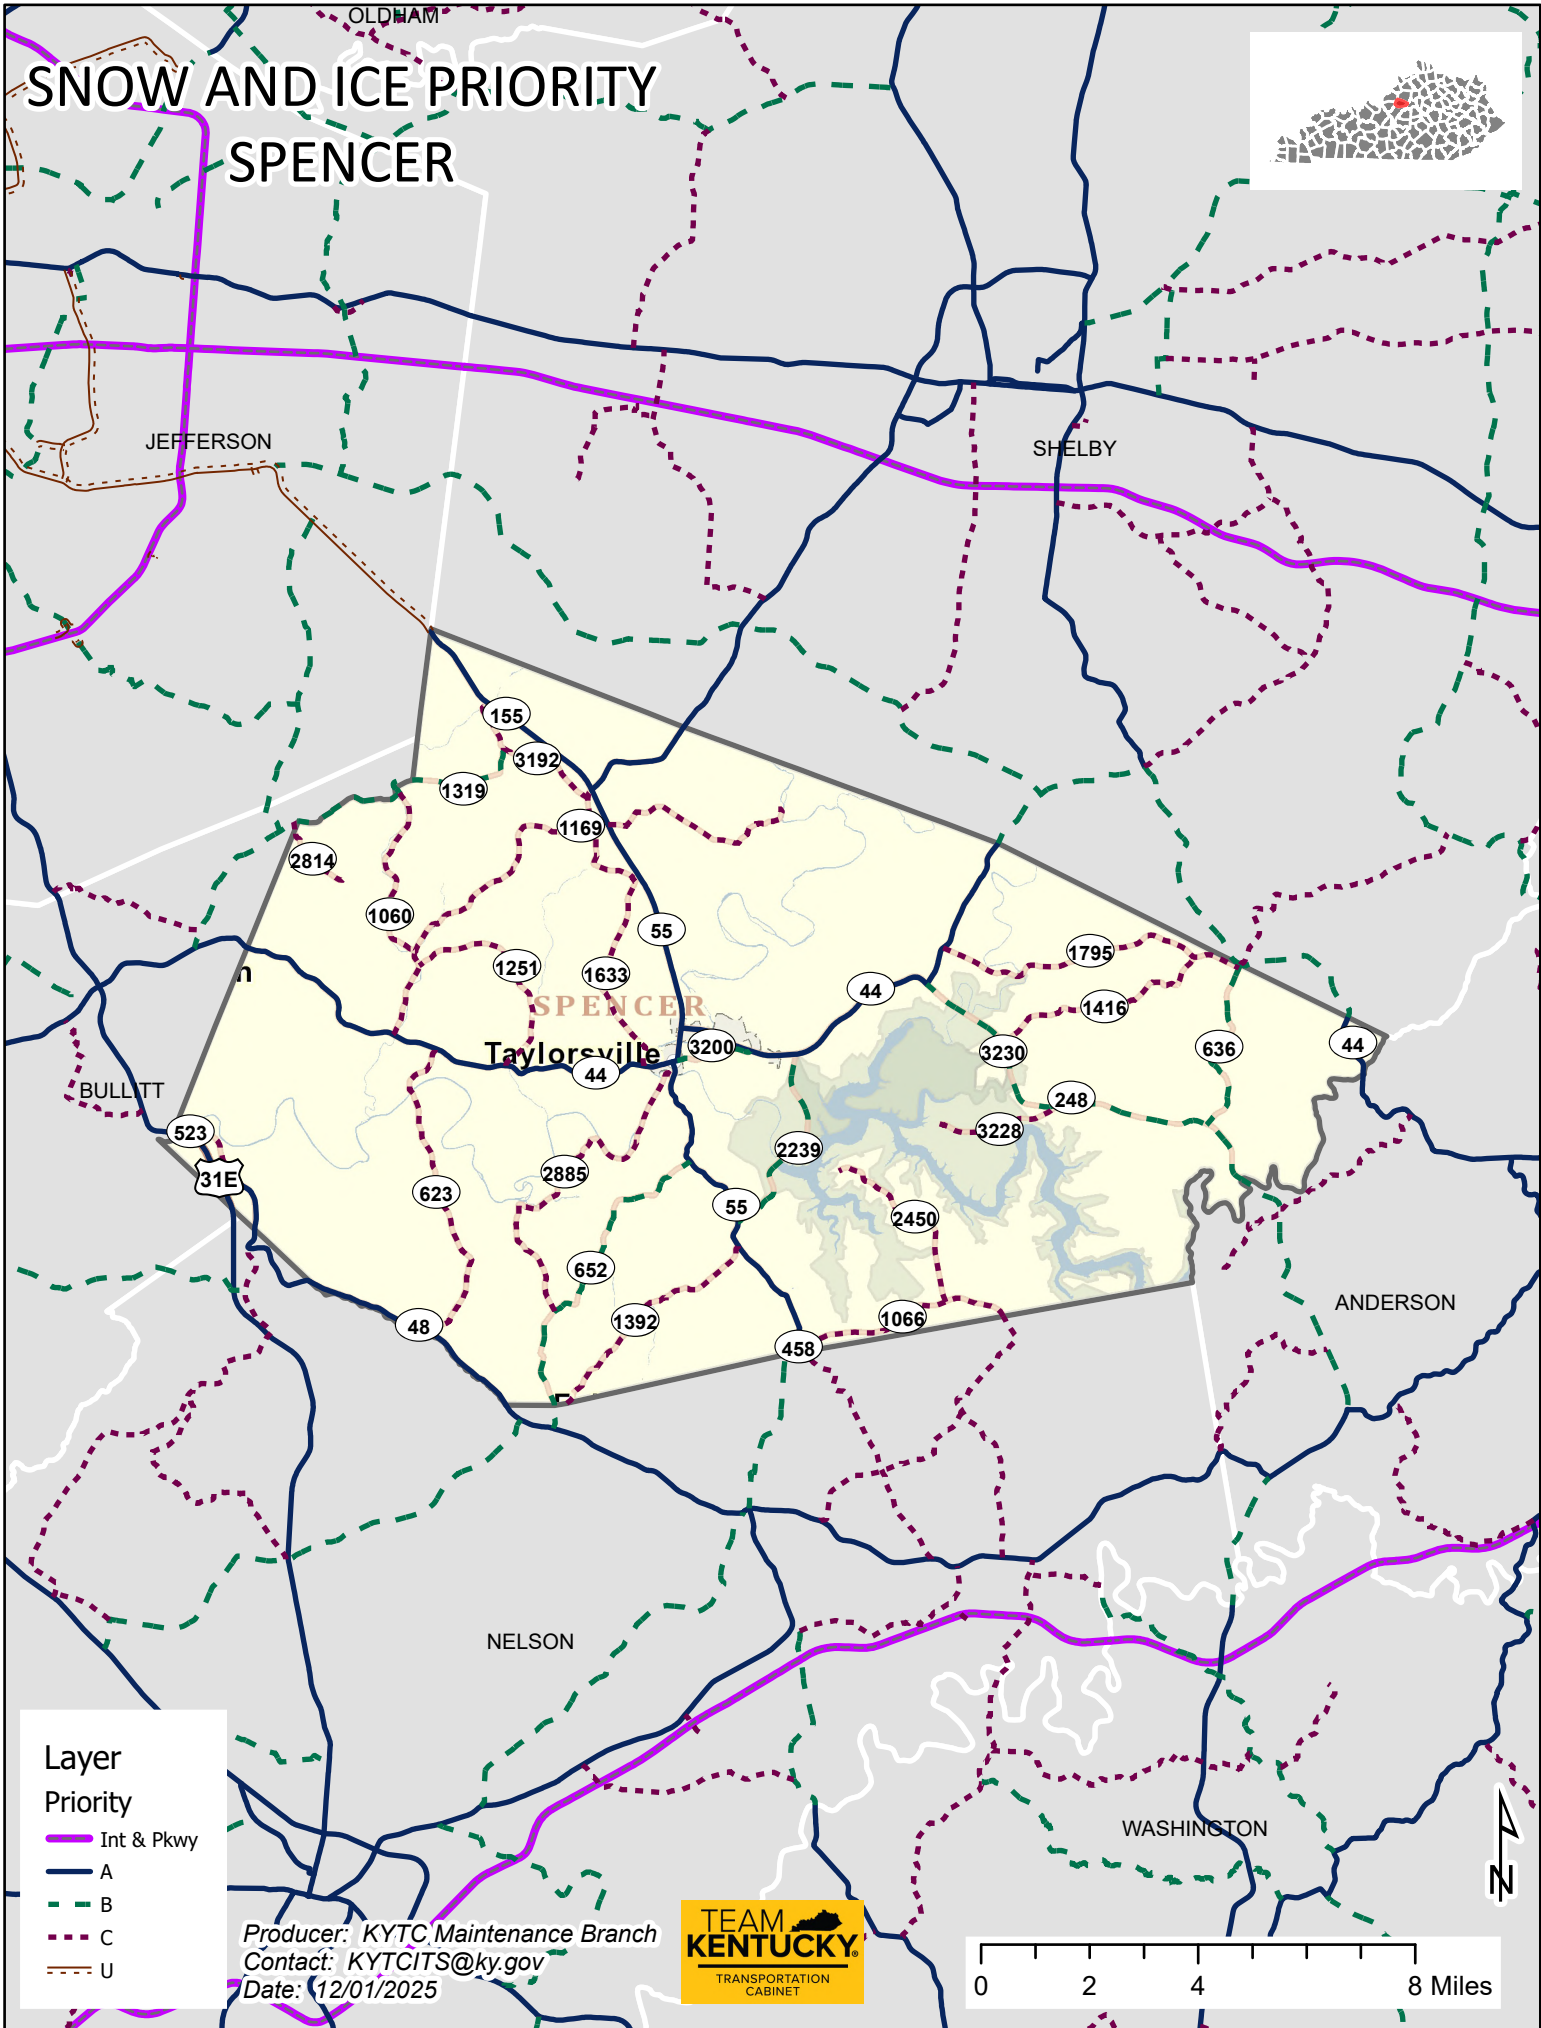 OLDHAM
SNOW AND ICE PRIORITY
SPENCER
JEFFERSON
SHELBY
155
3192
1319
1169
2814
1060
55
1795
1251
1633
44
n
SPENCER
1416
Taylorsville
3200
3230
636
44
44
BULLITT
248
523
3228
2239
31E
2885
623
55
2450
652
ANDERSON
1392
1066
48
458
NELSON
Layer
Priority
Int & Pkwy
A
B
C
U
WASHINGTON
N
Producer: KYTC Maintenance Branch
Contact: KYTCITS@ky.gov
Date: 12/01/2025
TEAM
KENTUCKY®
TRANSPORTATION
CABINET
0 2 4 8 Miles